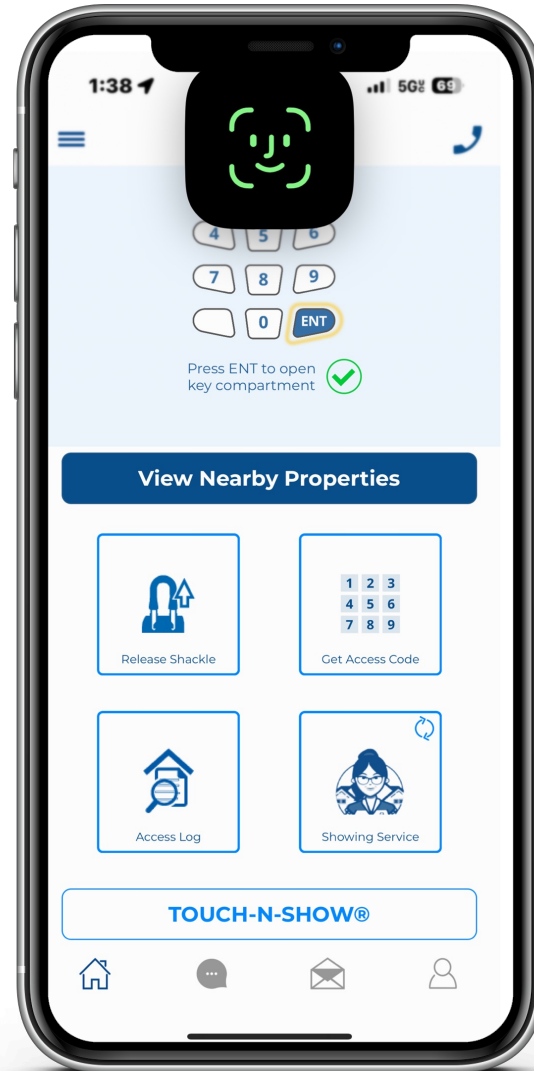 1:38
5G
69
4 5 6
7 8 9
0 ENT
Press ENT to open
key compartment
View Nearby Properties
1 2 3
4 5 6
7 8 9
Release Shackle
Get Access Code
Access Log
Showing Service
TOUCH-N-SHOW®